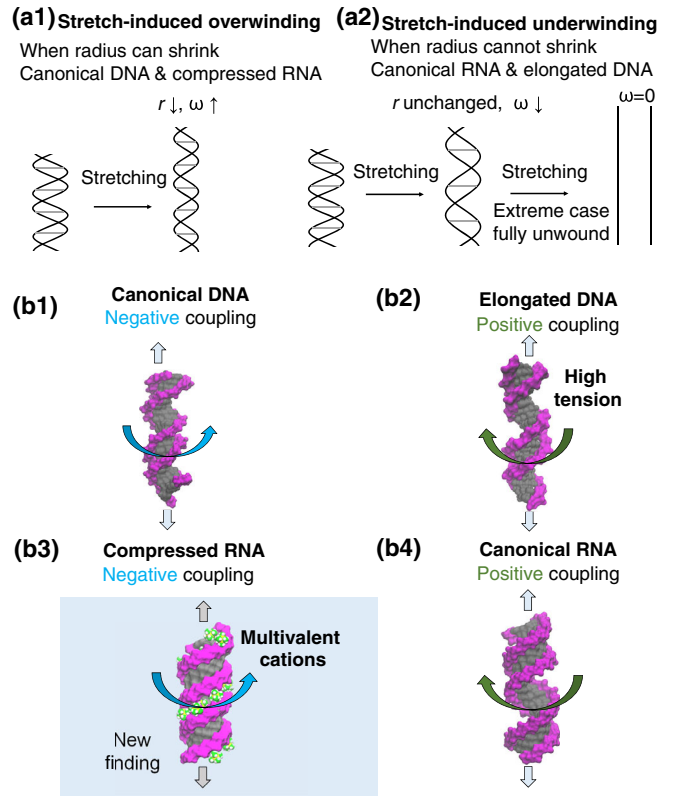 (a1) Stretch-induced overwinding
When radius can shrink
Canonical DNA & compressed RNA
r ↓, ω ↑
Stretching
(a2) Stretch-induced underwinding
When radius cannot shrink
Canonical RNA & elongated DNA
r unchanged, ω ↓
ω=0
Stretching
Stretching
Extreme case
fully unwound
(b1)
Canonical DNA
Negative coupling
(b2)
Elongated DNA
Positive coupling
High
tension
(b3)
Compressed RNA
Negative coupling
Multivalent
cations
New
finding
(b4)
Canonical RNA
Positive coupling